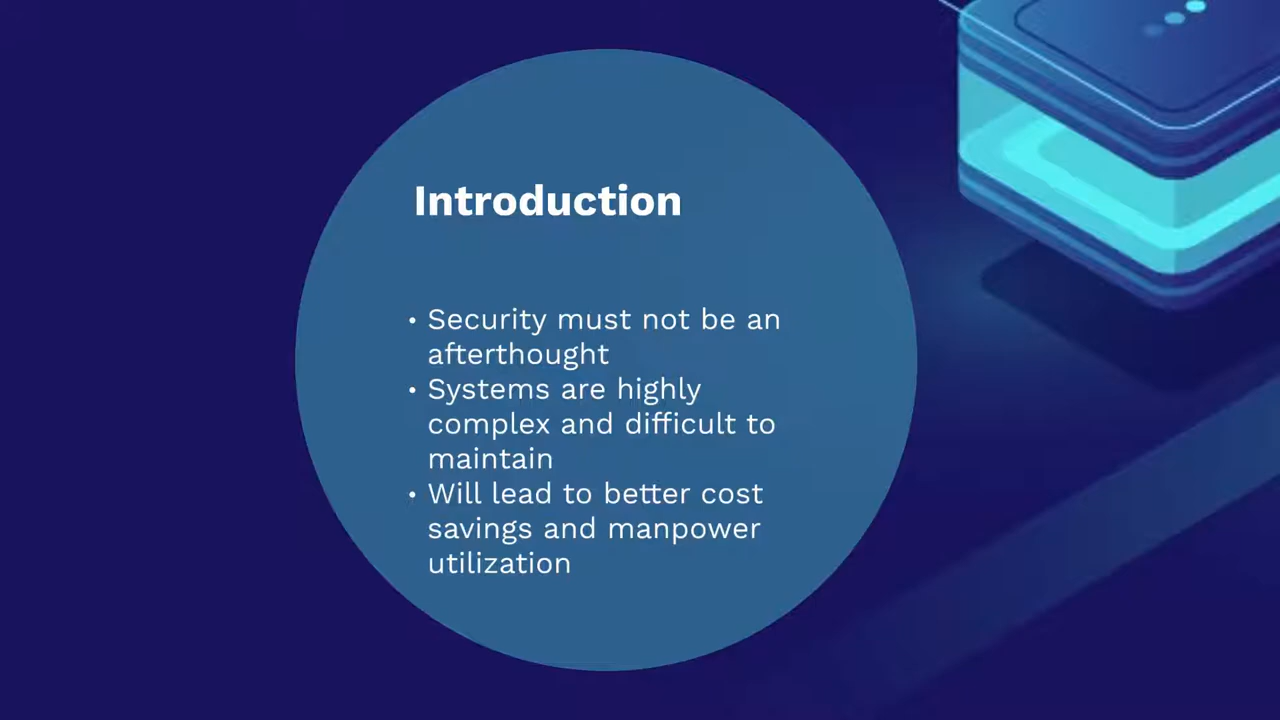 Introduction
• Security must not be an
afterthought
• Systems are highly
complex and difficult to
maintain
• Will lead to better cost
savings and manpower
utilization